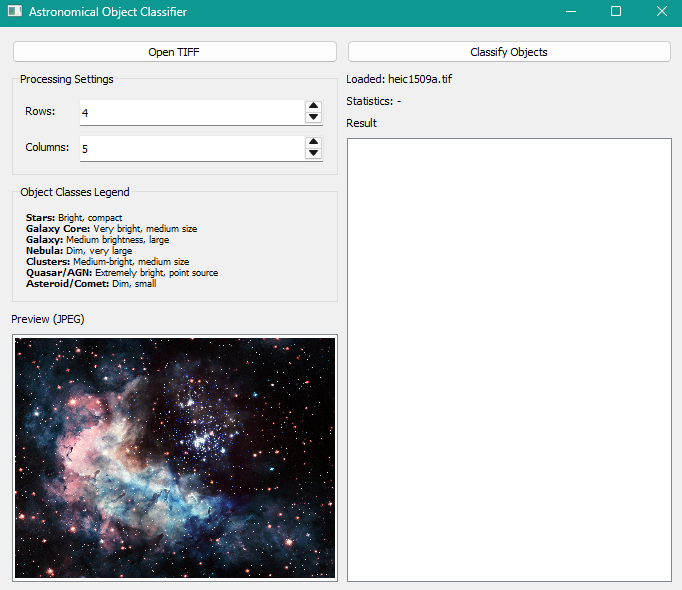 Astronomical Object Classifier
Open TIFF
Classify Objects
Processing Settings
Rows:
4
Columns:
5
Loaded: heic1509a.tif
Statistics: -
Result
Object Classes Legend
Stars: Bright, compact
Galaxy Core: Very bright, medium size
Galaxy: Medium brightness, large
Nebula: Dim, very large
Clusters: Medium-bright, medium size
Quasar/AGN: Extremely bright, point source
Asteroid/Comet: Dim, small
Preview (JPEG)